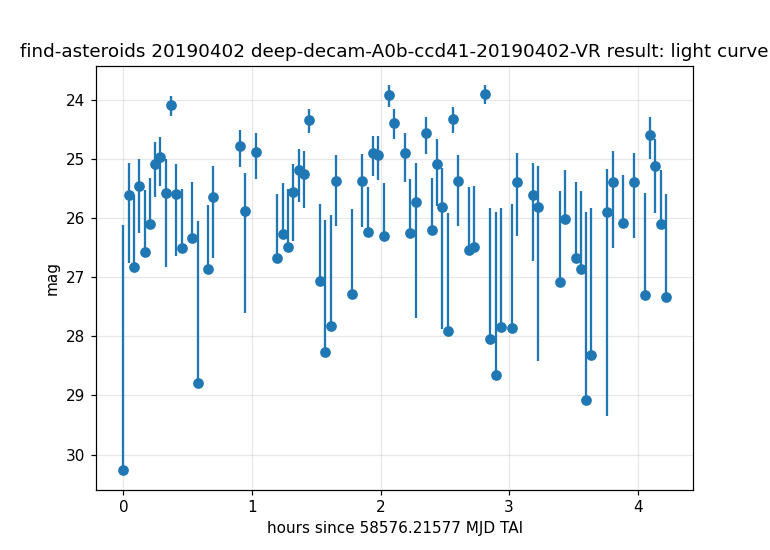 find-asteroids 20190402 deep-decam-A0b-ccd41-20190402-VR result: light curve
24
25
26
27
28
29
30
mag
0 1 2 3 4
hours since 58576.21577 MJD TAI